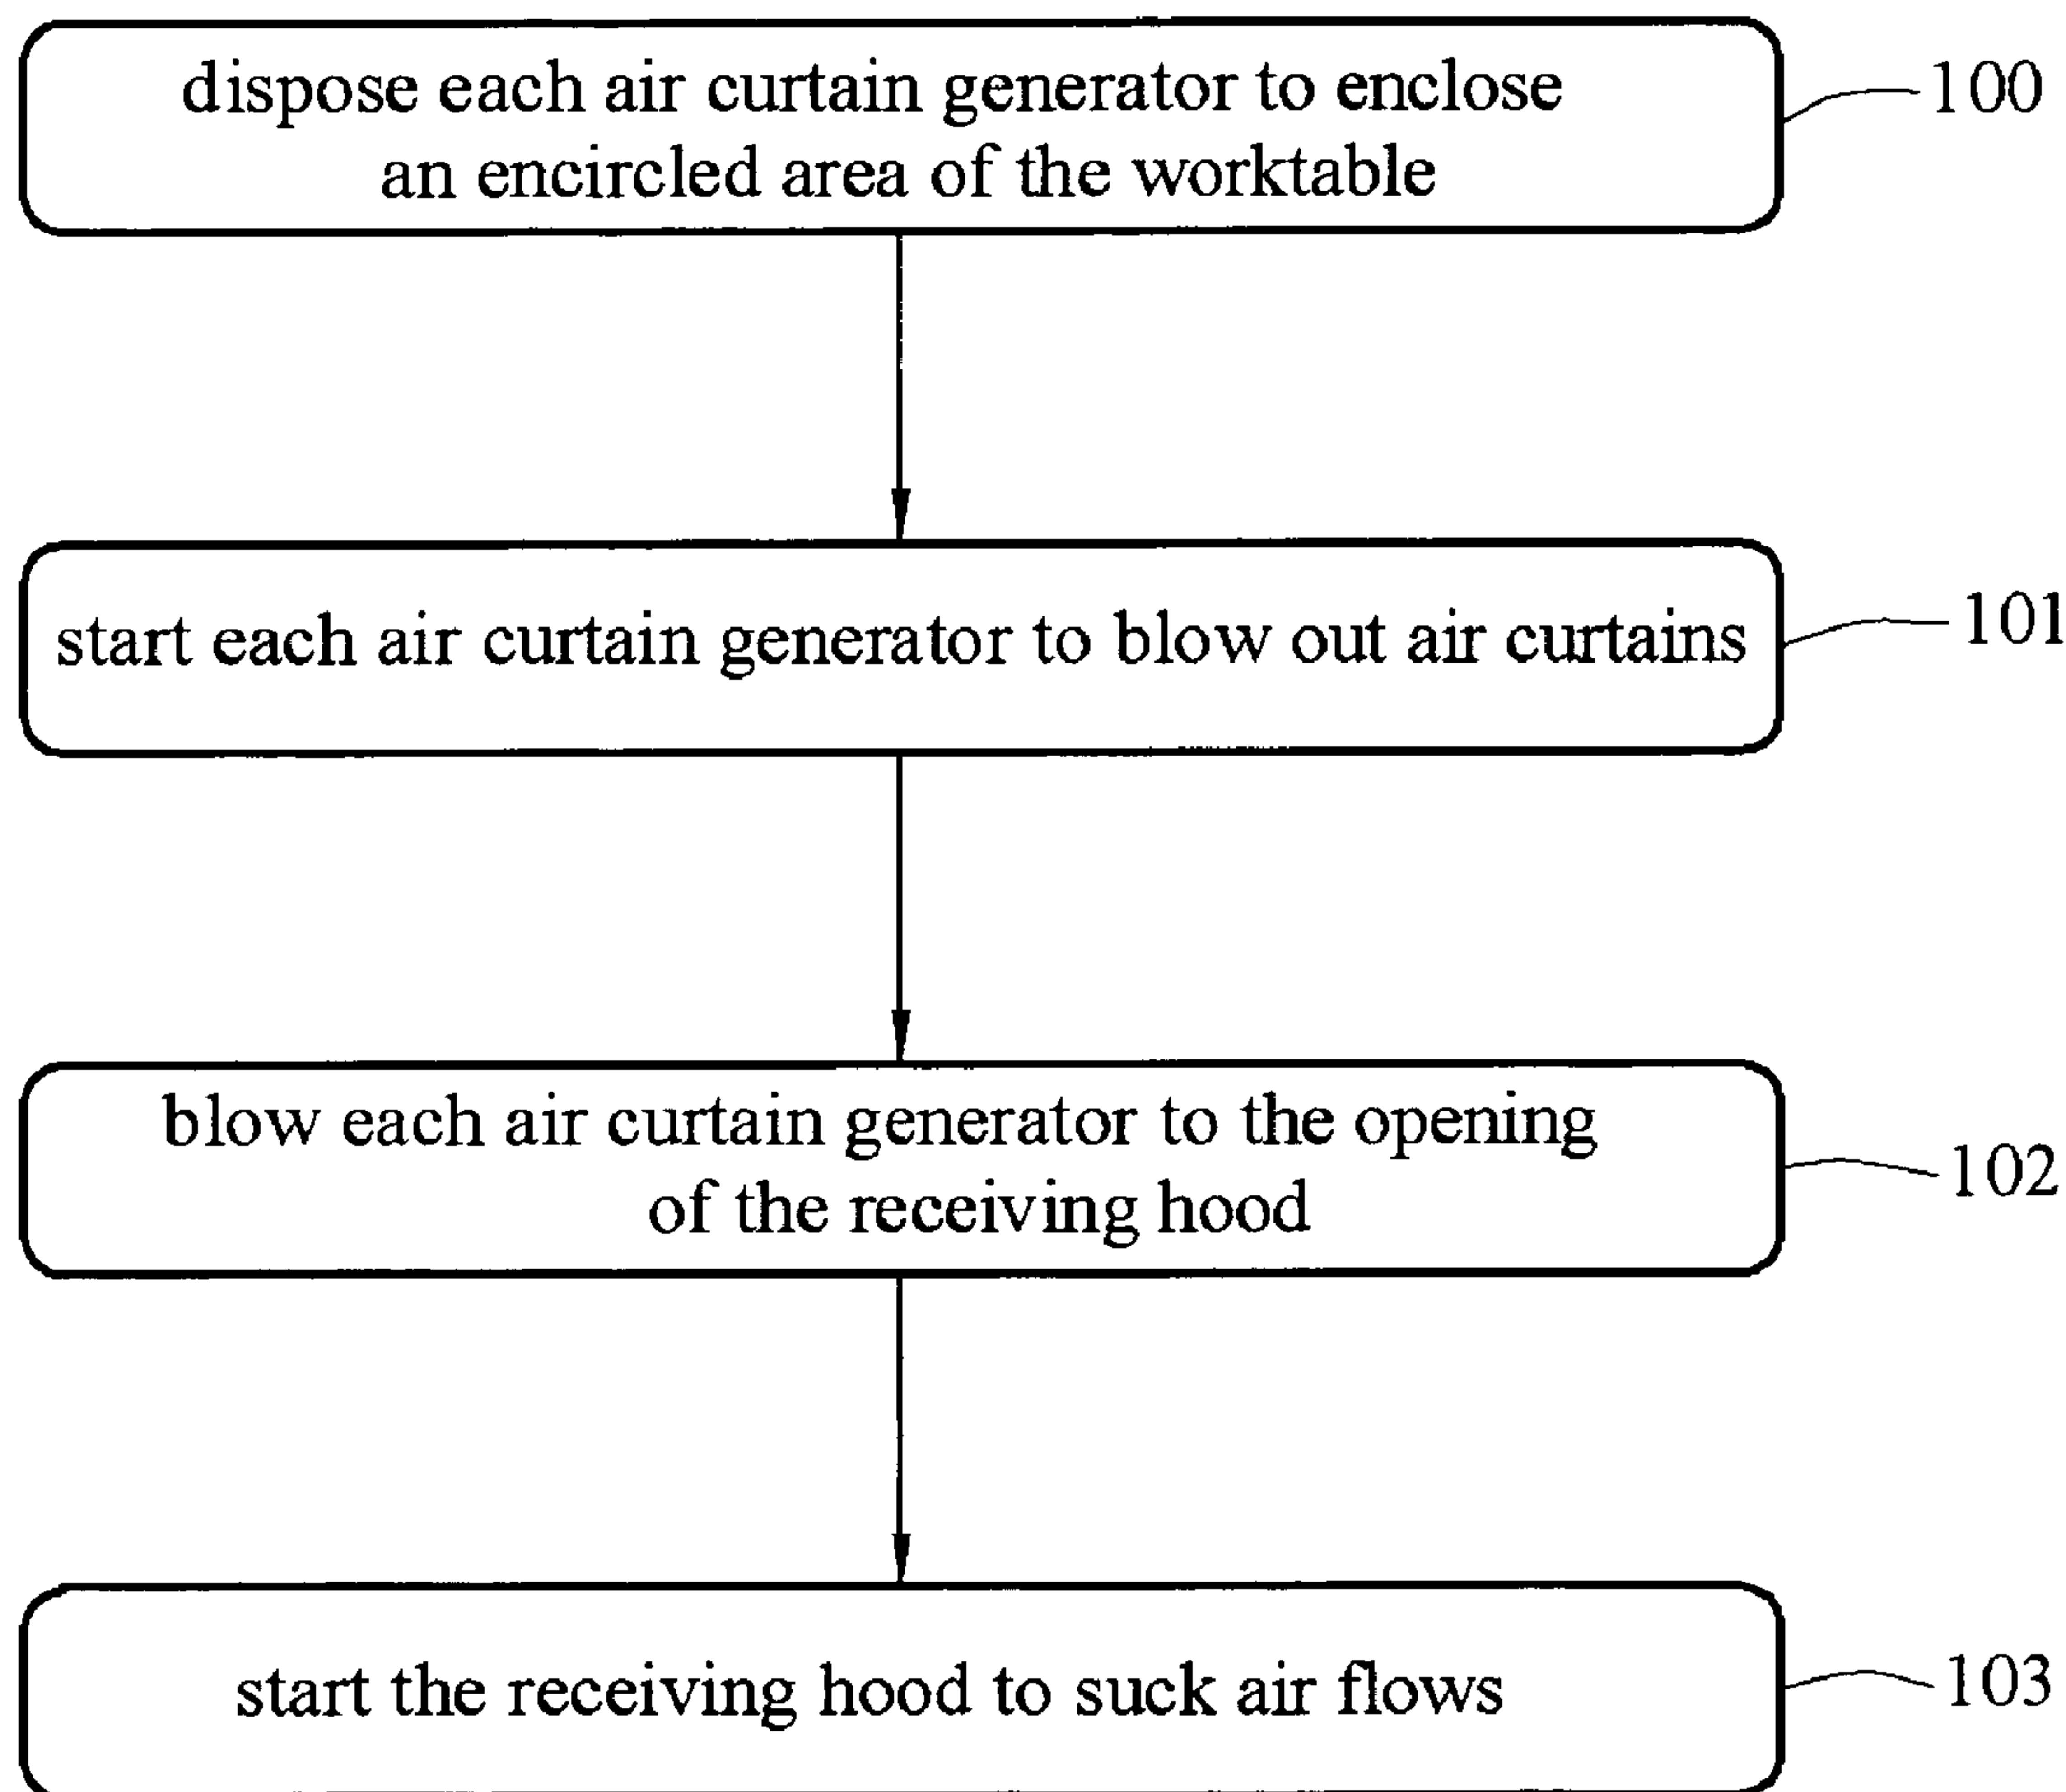 dispose each air curtain generator to enclose
an encircled area of the worktable
100
start each air curtain generator to blow out air curtains
101
blow each air curtain generator to the opening
of the receiving hood
102
start the receiving hood to suck air flows
103